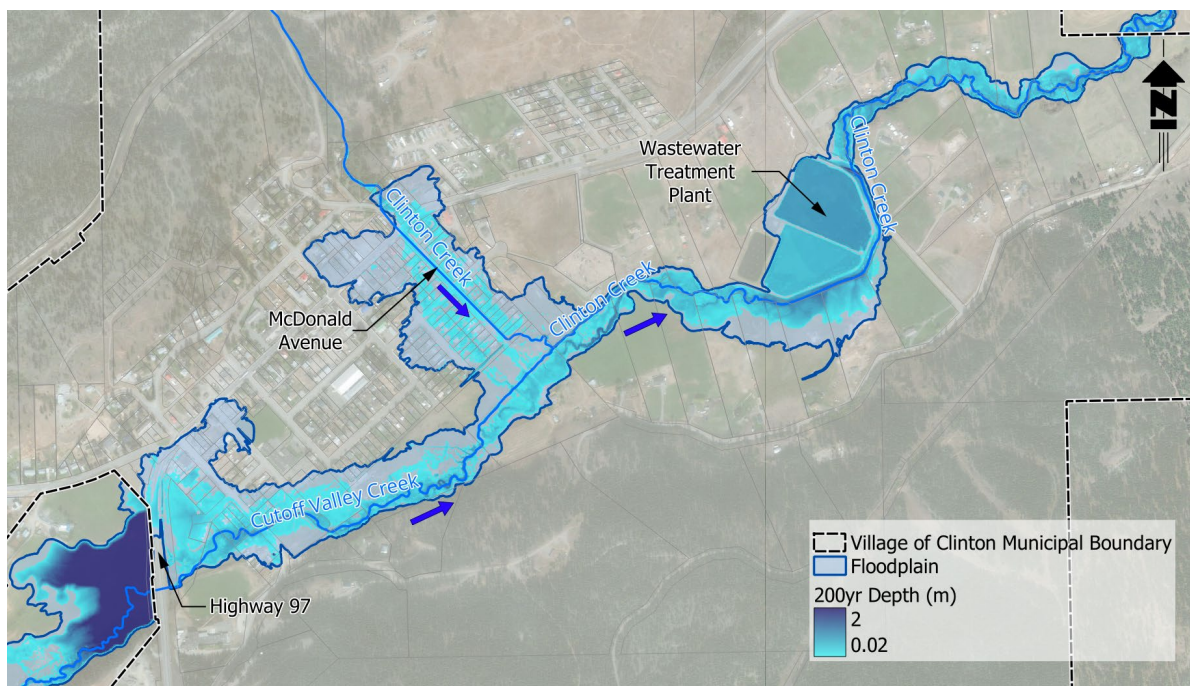 Wastewater
Treatment
Plant
Clinton Creek
Clinton Creek
Clinton Creek
McDonald
Avenue
Cutoff Valley Creek
Highway 97
N
Village of Clinton Municipal Boundary
Floodplain
200yr Depth (m)
2
0.02